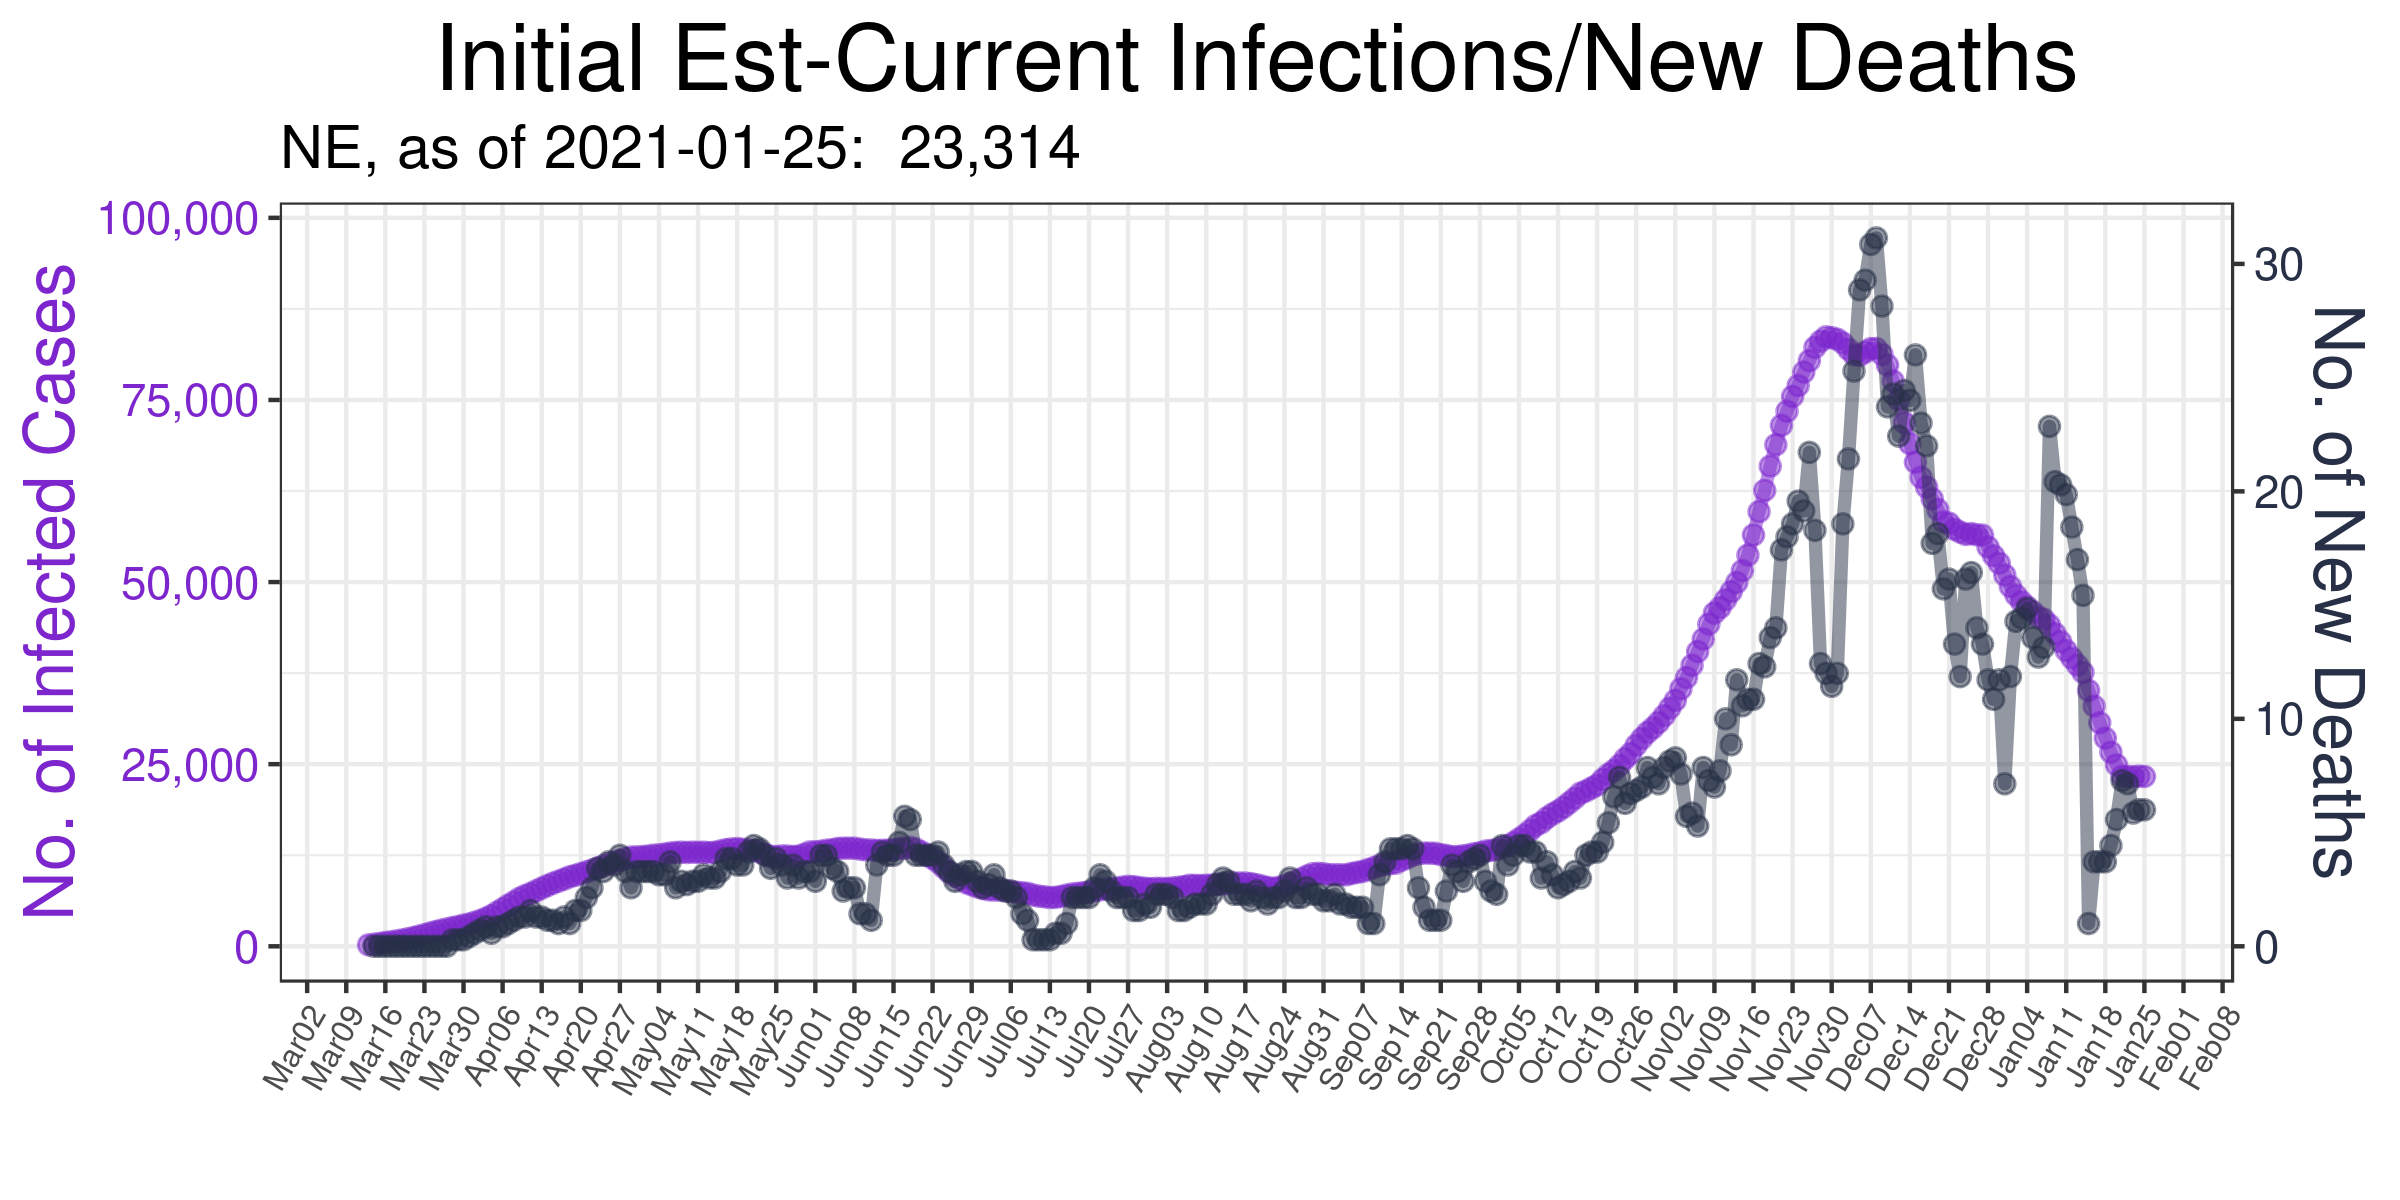 Initial Est-Current Infections/New Deaths
NE, as of 2021-01-25:  23,314
No. of Infected Cases
100,000
75,000
50,000
25,000
0
30
20
10
0
No. of New Deaths
Mar02
Mar09
Mar16
Mar23
Mar30
Apr06
Apr13
Apr20
Apr27
May04
May11
May18
May25
Jun01
Jun08
Jun15
Jun22
Jun29
Jul06
Jul13
Jul20
Jul27
Aug03
Aug10
Aug17
Aug24
Aug31
Sep07
Sep14
Sep21
Sep28
Oct05
Oct12
Oct19
Oct26
Nov02
Nov09
Nov16
Nov23
Nov30
Dec07
Dec14
Dec21
Dec28
Jan04
Jan11
Jan18
Jan25
Feb01
Feb08